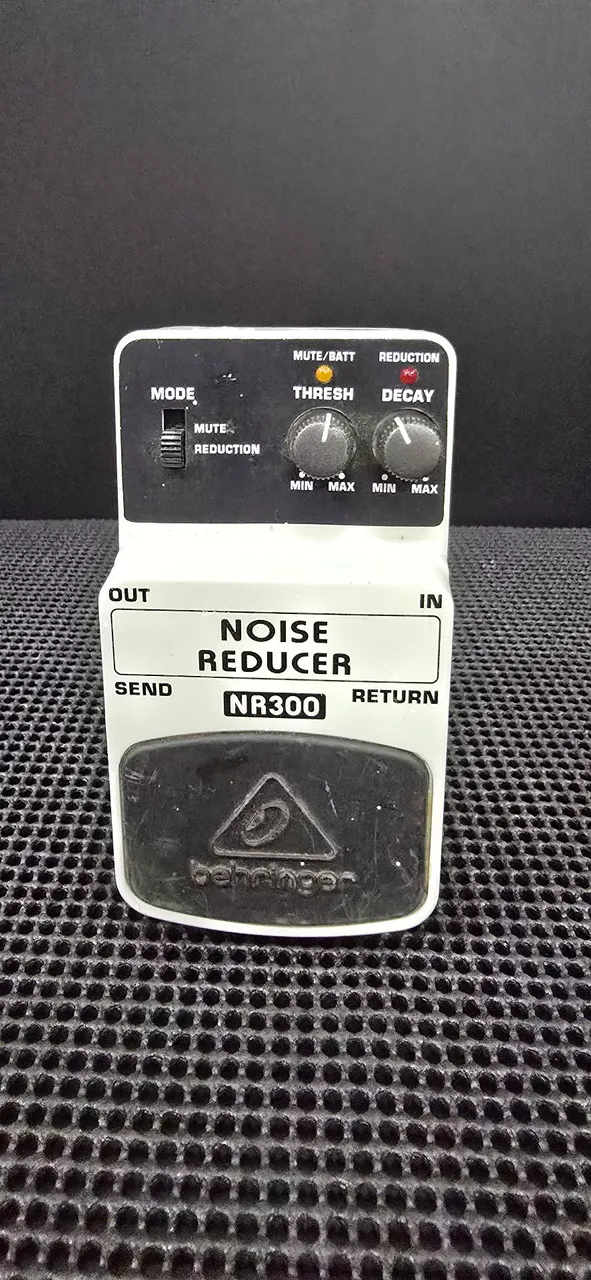 MUTE/BATT REDUCTION
MODE THRESH DECAY
MUTE
REDUCTION
MIN MAX MIN MAX
OUT IN
NOISE
REDUCER
SEND RETURN
NR300
behringer